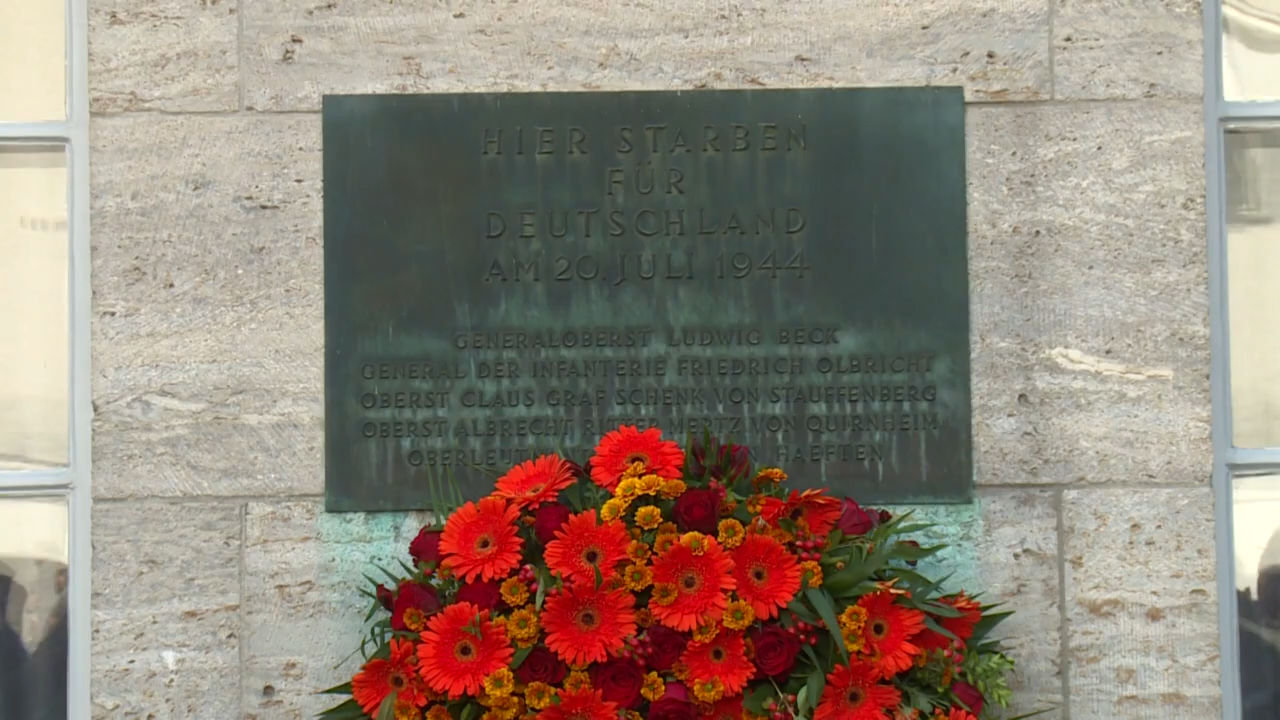 HIER STARBEN
FÜR
DEUTSCHLAND
AM 20. JULI 1944
GENERALOBERST LUDWIG BECK
GENERAL DER INFANTERIE FRIEDRICH OLBRICHT
OBERST CLAUS GRAF SCHENK VON STAUFFENBERG
OBERST ALBRECHT RITTER MERTZ VON QUIRNHEIM
HAEFTEN